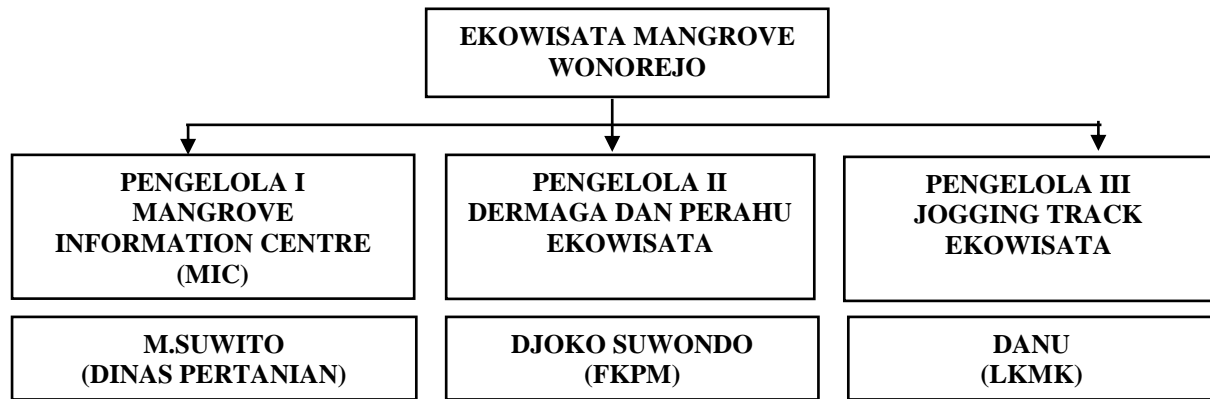 EKOWISATA MANGROVE
WONOREJO
PENGELOLA I
MANGROVE
INFORMATION CENTRE
(MIC)
PENGELOLA II
DERMAGA DAN PERAHU
EKOWISATA
PENGELOLA III
JOGGING TRACK
EKOWISATA
M.SUWITO
(DINAS PERTANIAN)
DJOKO SUWONDO
(FKPM)
DANU
(LKMK)